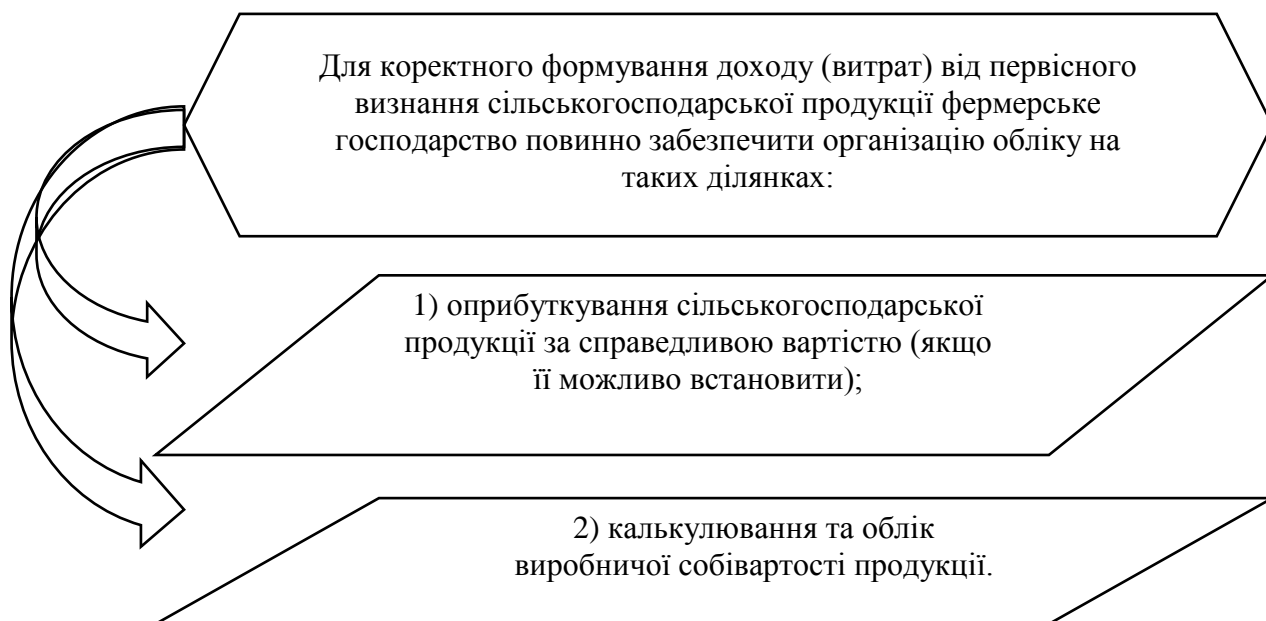 Для коректного формування доходу (витрат) від первісного
визнання сільськогосподарської продукції фермерське
господарство повинно забезпечити організацію обліку на
таких ділянках:
1) оприбуткування сільськогосподарської
продукції за справедливою вартістю (якщо
її можливо встановити);
2) калькулювання та облік
виробничої собівартості продукції.